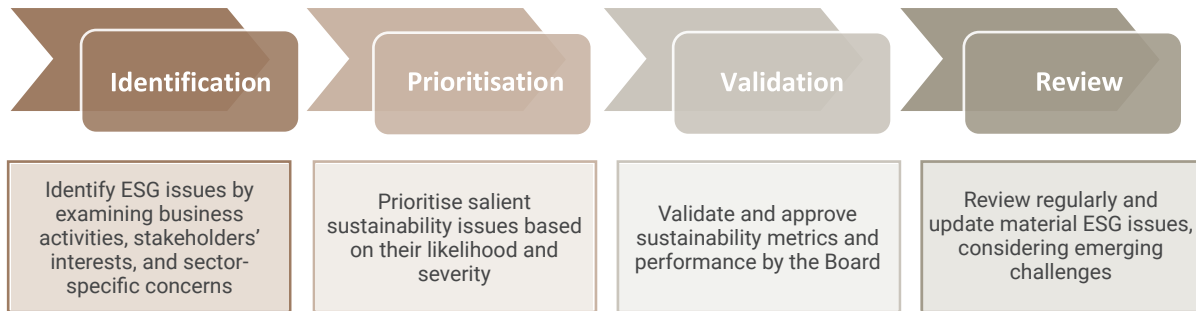 Identification
Prioritisation
Validation
Review
Identify ESG issues by
examining business
activities, stakeholders’
interests, and sector-
specific concerns
Prioritise salient
sustainability issues based
on their likelihood and
severity
Validate and approve
sustainability metrics and
performance by the Board
Review regularly and
update material ESG issues,
considering emerging
challenges